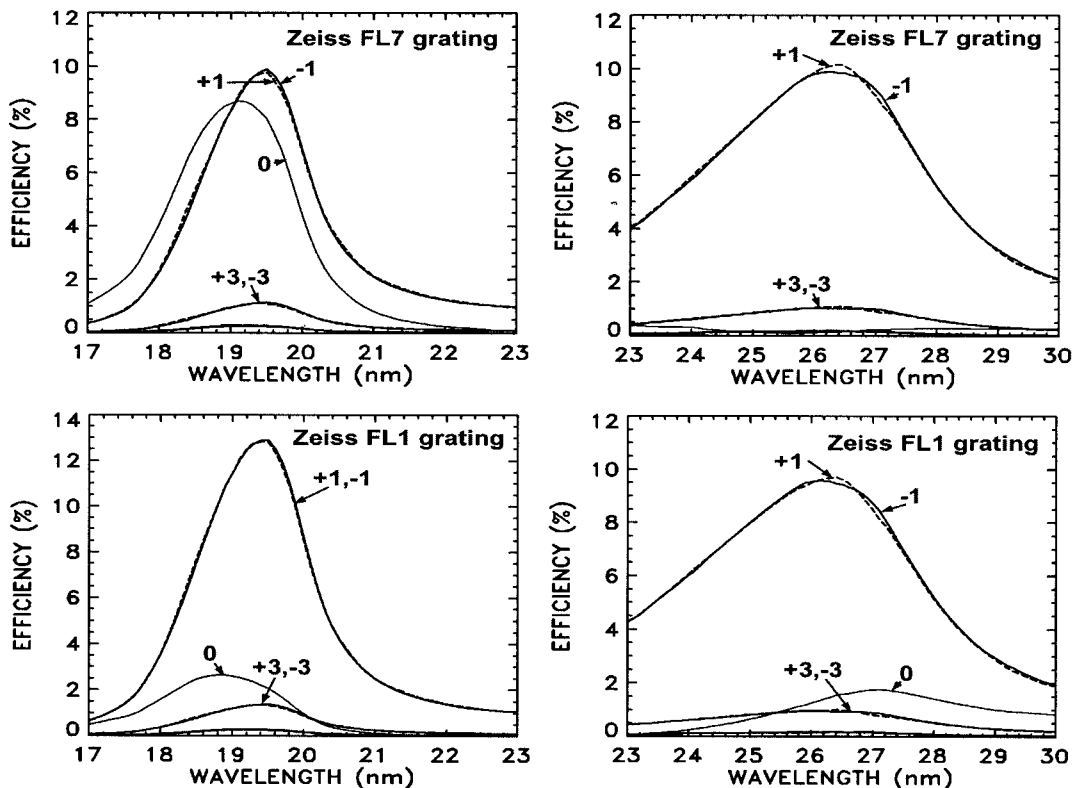 Zeiss FL7 grating
12
10
8
6
4
2
0
EFFICIENCY (%)
+1
-1
0
+3,-3
17 18 19 20 21 22 23
WAVELENGTH (nm)
Zeiss FL7 grating
12
10
8
6
4
2
0
EFFICIENCY (%)
+1
-1
+3,-3
23 24 25 26 27 28 29 30
WAVELENGTH (nm)
Zeiss FL1 grating
14
12
10
8
6
4
2
0
EFFICIENCY (%)
+1,-1
0
+3,-3
17 18 19 20 21 22 23
WAVELENGTH (nm)
Zeiss FL1 grating
12
10
8
6
4
2
0
EFFICIENCY (%)
+1
-1
+3,-3
0
23 24 25 26 27 28 29 30
WAVELENGTH (nm)